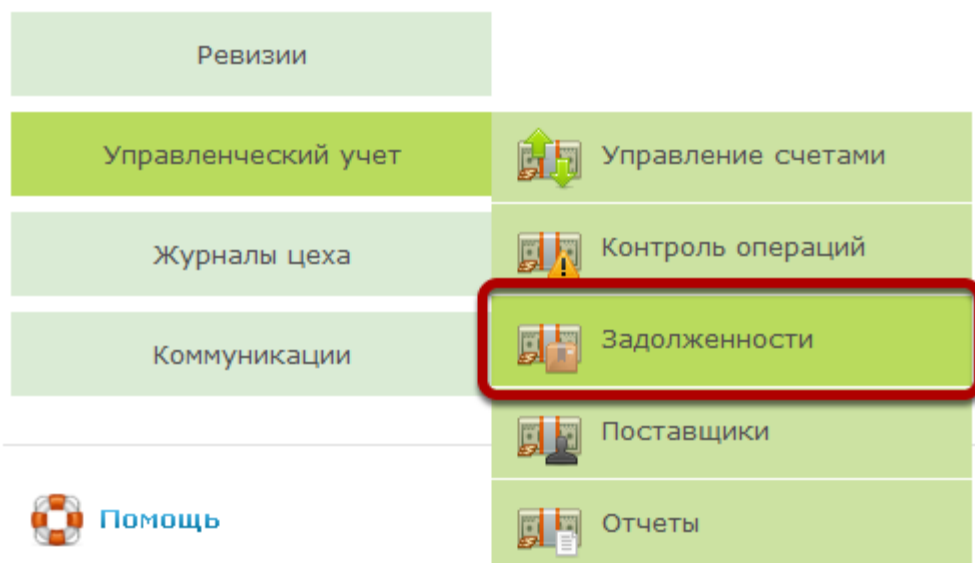 Ревизии
Управленческий учет
Журналы цеха
Коммуникации
Помощь
Управление счетами
Контроль операций
Задолженности
Поставщики
Отчеты